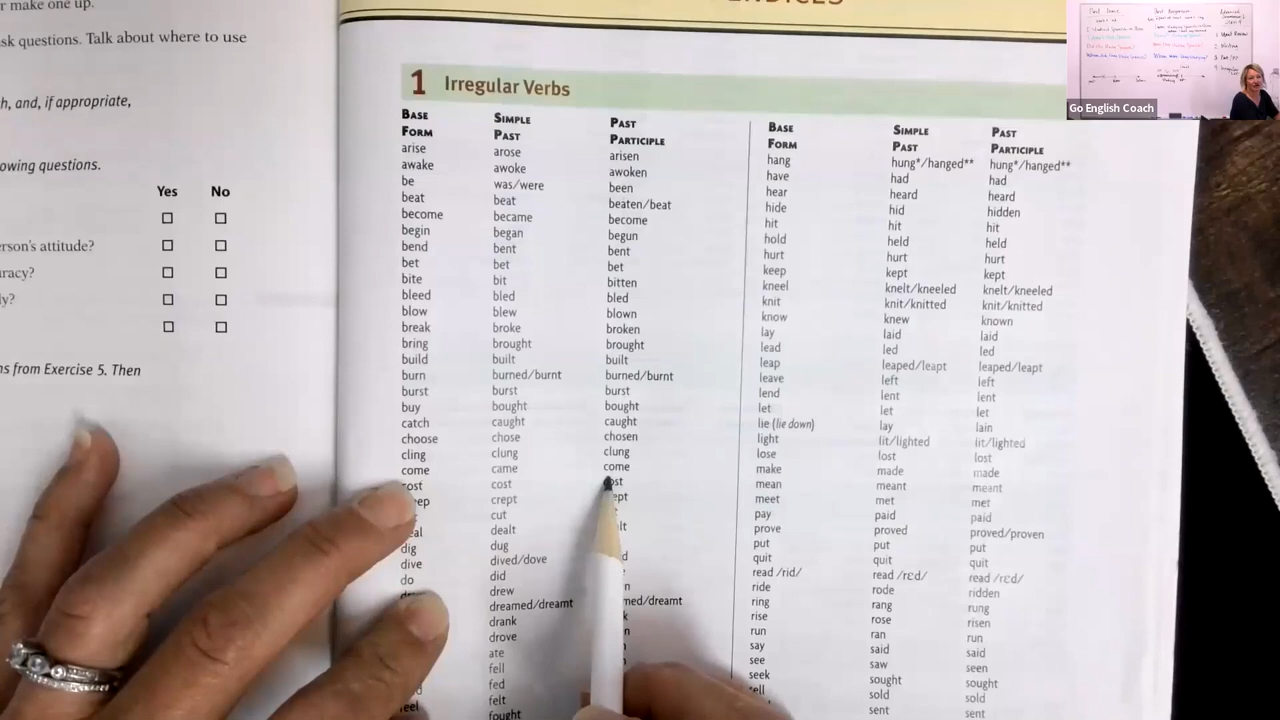 r make one up.
sk questions. Talk about where to use
h, and, if appropriate,
owing questions.
Yes No
erson's attitude?
uracy?
ly?
ns from Exercise 5. Then
1 Irregular Verbs
BASE FORM SIMPLE PAST PAST PARTICIPLE
arise arose arisen
awake awoke awoken
be was/were been
beat beat beaten/beat
become became become
begin began begun
bend bent bent
bet bet bet
bite bit bitten
bleed bled bled
blow blew blown
break broke broken
bring brought brought
build built built
burn burned/burnt burned/burnt
burst burst burst
buy bought bought
catch caught caught
choose chose chosen
cling clung clung
come came come
cost cost ost
eep crept ept
cut
eal dealt alt
dig dug
dive dived/dove d
do did
drew n
dreamed/dreamt med/dreamt
drank k
drove n
ate
fell
fed
eel felt
fought
BASE FORM SIMPLE PAST PAST PARTICIPLE
hang hung*/hanged** hung*/hanged**
have had had
hear heard heard
hide hid hidden
hit hit hit
hold held held
hurt hurt hurt
keep kept kept
kneel knelt/kneeled knelt/kneeled
knit knit/knitted knit/knitted
know knew known
lay laid laid
lead led led
leap leaped/leapt leaped/leapt
leave left left
lend lent lent
let let let
lie (lie down) lay lain
light lit/lighted lit/lighted
lose lost lost
make made made
mean meant meant
meet met met
pay paid paid
prove proved proved/proven
put put put
quit quit quit
read /rid/ read /rɛd/ read /rɛd/
ride rode ridden
ring rang rung
rise rose risen
run ran run
say said said
see saw seen
seek sought sought
ell sold sold
sent sent
Go English Coach